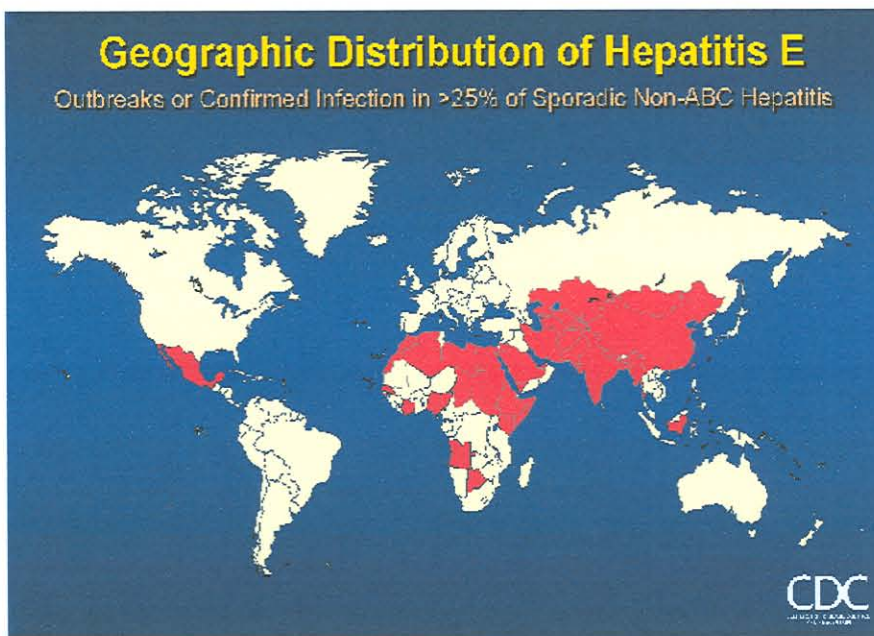 Geographic Distribution of Hepatitis E
Outbreaks or Confirmed Infection in >25% of Sporadic Non-ABC Hepatitis
CDC